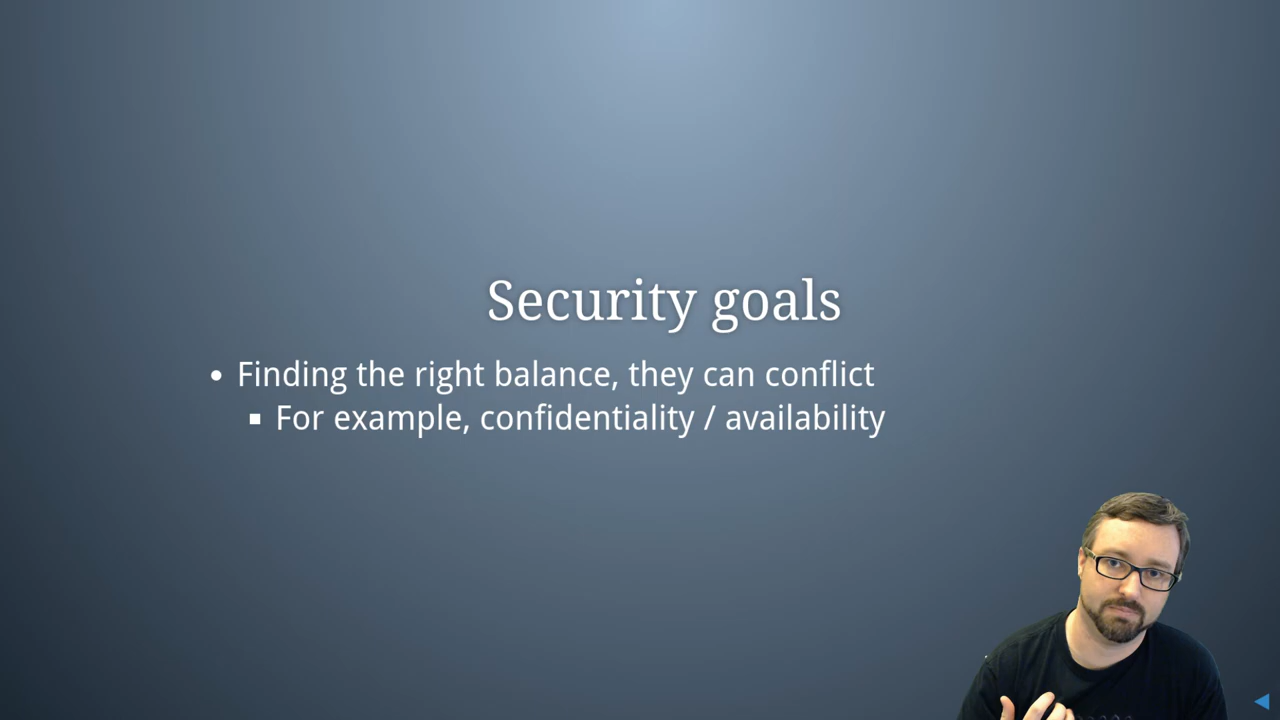 Security goals
Finding the right balance, they can conflict
For example, confidentiality / availability